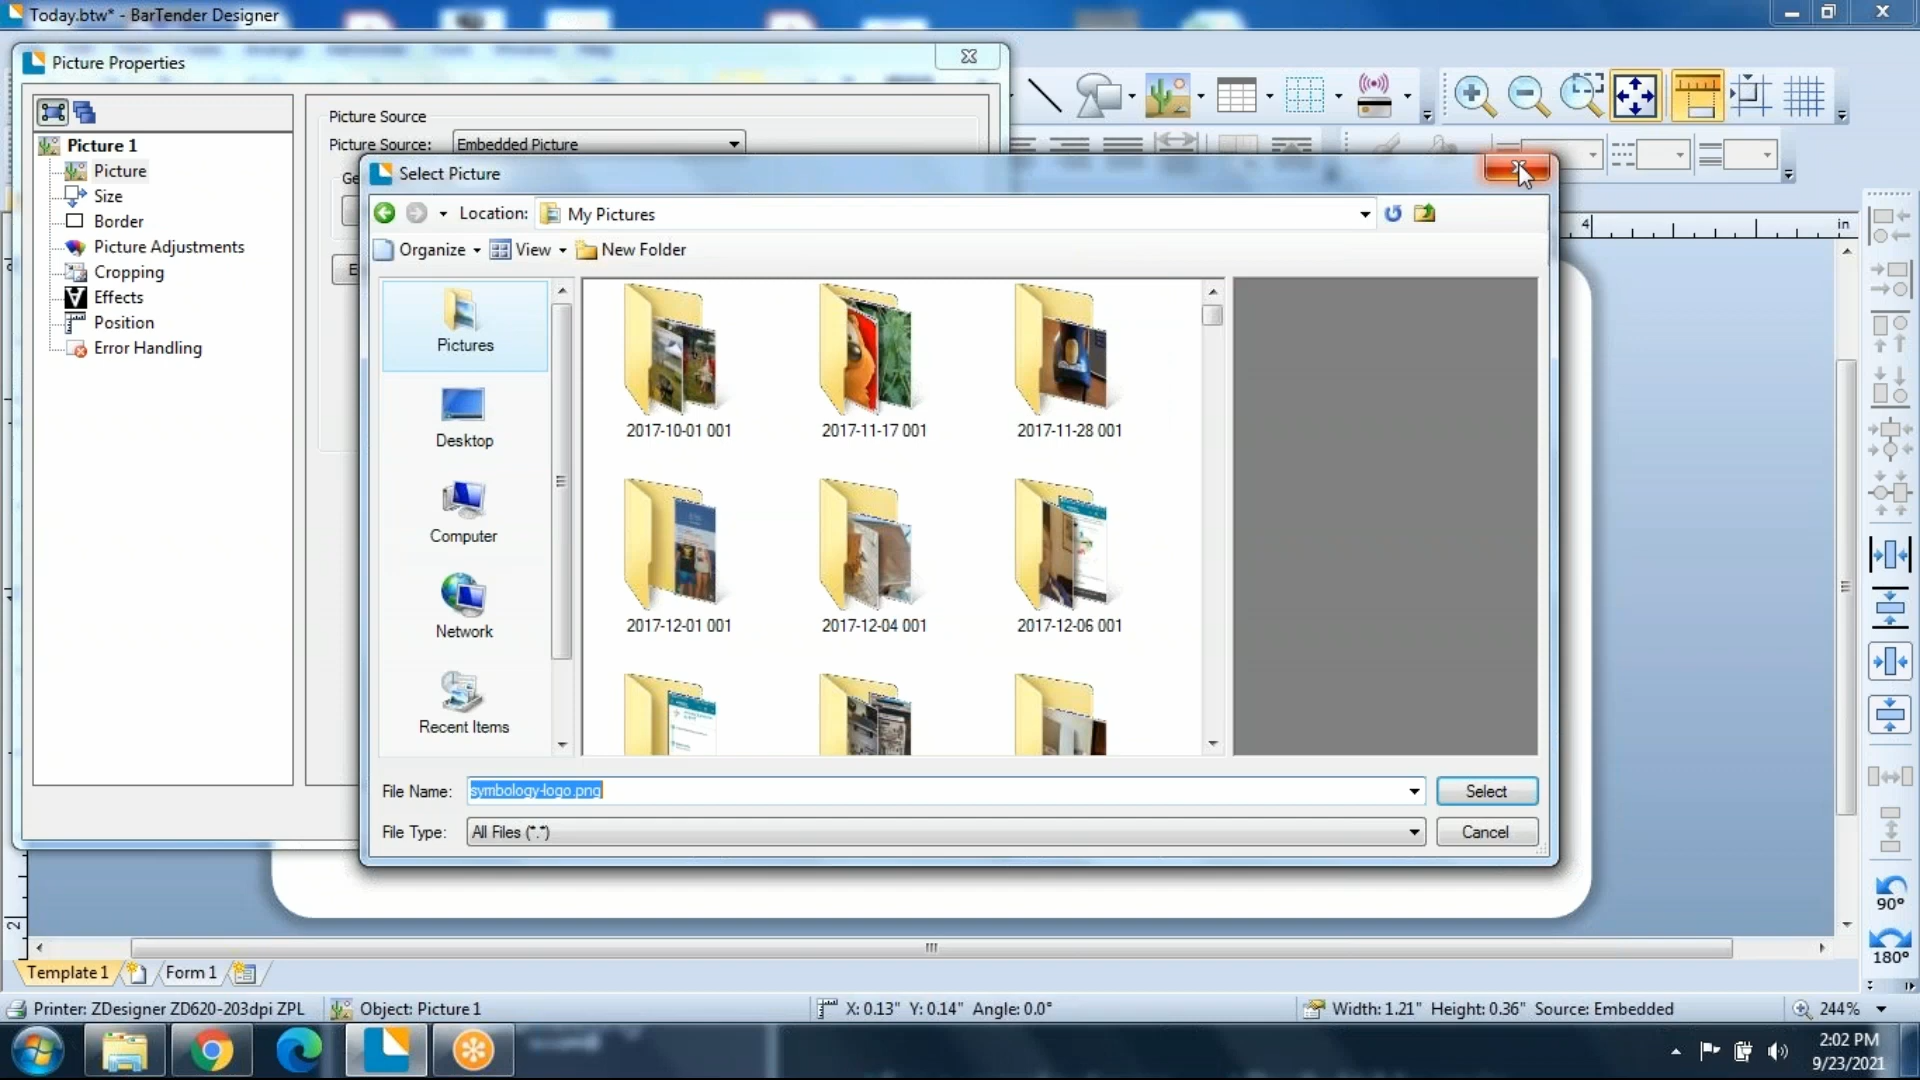 Today.btw* - BarTender Designer
Picture Properties
Picture 1
Picture
Size
Border
Picture Adjustments
Cropping
Effects
Position
Error Handling
Picture Source
Picture Source: Embedded Picture
Ge
E
Select Picture
Location: My Pictures
Organize View New Folder
Pictures
Desktop
Computer
Network
Recent Items
2017-10-01 001 2017-11-17 001 2017-11-28 001
2017-12-01 001 2017-12-04 001 2017-12-06 001
File Name: symbology-logo.png Select
File Type: All Files (*.*) Cancel
4 in
2
90°
180°
Template 1 Form 1
Printer: ZDesigner ZD620-203dpi ZPL Object: Picture 1 X: 0.13" Y: 0.14" Angle: 0.0° Width: 1.21" Height: 0.36" Source: Embedded 244%
2:02 PM
9/23/2021